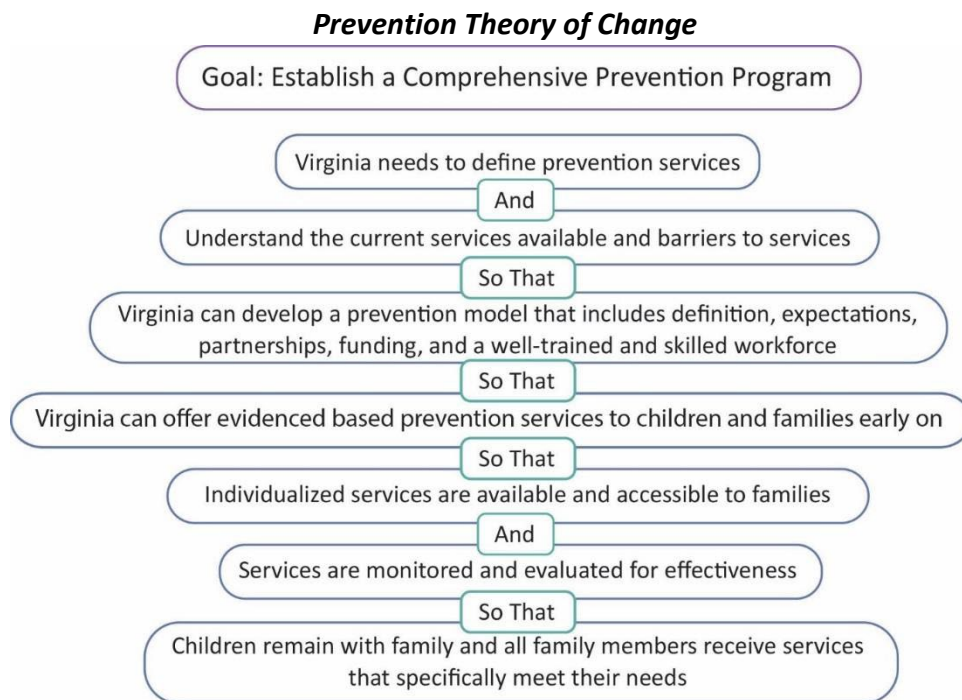 Prevention Theory of Change
Goal: Establish a Comprehensive Prevention Program
Virginia needs to define prevention services
And
Understand the current services available and barriers to services
So That
Virginia can develop a prevention model that includes definition, expectations,
partnerships, funding, and a well-trained and skilled workforce
So That
Virginia can offer evidenced based prevention services to children and families early on
So That
Individualized services are available and accessible to families
And
Services are monitored and evaluated for effectiveness
So That
Children remain with family and all family members receive services
that specifically meet their needs